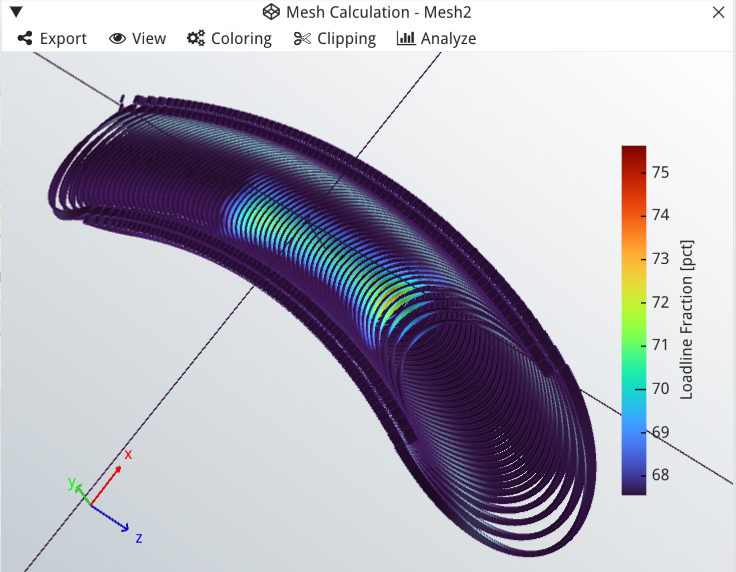 Mesh Calculation - Mesh2
Export View Coloring Clipping Analyze
75
74
73
72
71
70
69
68
Loadline Fraction [pct]
x
y
z